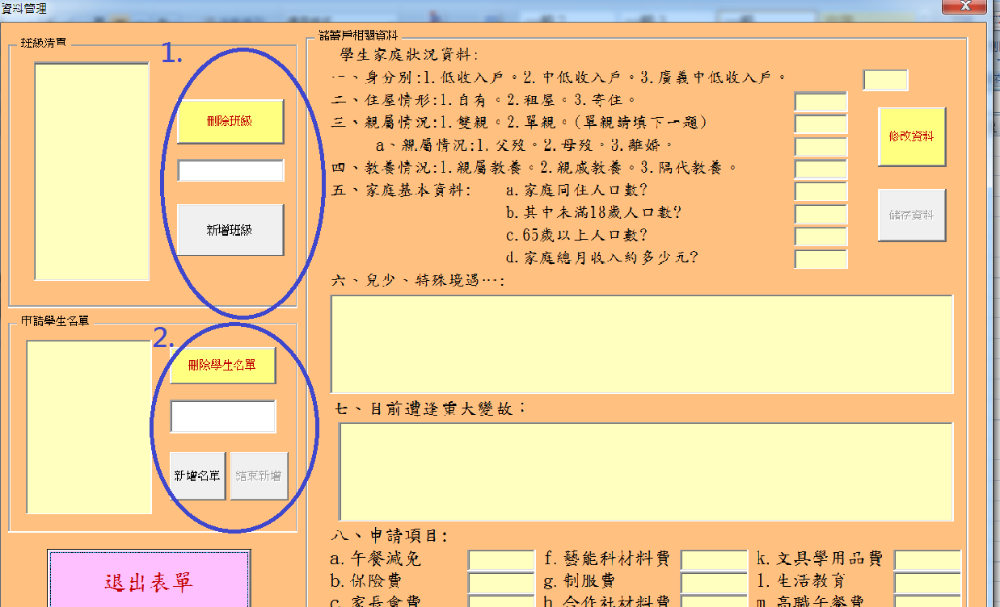 資料管理
班級清單
1.
刪除班級
新增班級
申請學生名單
2.
刪除學生名單
新增名單
結束新增
退出表單
儲蓄戶相關資料
學生家庭狀況資料:
一、身分別:1.低收入戶。2.中低收入戶。3.廣義中低收入戶。
二、住屋情形:1.自有。2.租屋。3.寄住。
三、親屬情況:1.雙親。2.單親。(單親請填下一題)
a、親屬情況:1.父歿。2.母歿。3.離婚。
四、教養情況:1.親屬教養。2.親戚教養。3.隔代教養。
五、家庭基本資料: a.家庭同住人口數?
b.其中未滿18歲人口數?
c.65歲以上人口數?
d.家庭總月收入約多少元?
修改資料
儲存資料
六、兒少、特殊境遇…:
七、目前遭逢重大變故：
八、申請項目:
a.午餐減免 f.藝能科材料費 k.文具學用品費
b.保險費 g.制服費 l.生活教育
c.家長會費 h.合作社材料費 m.高職午餐費